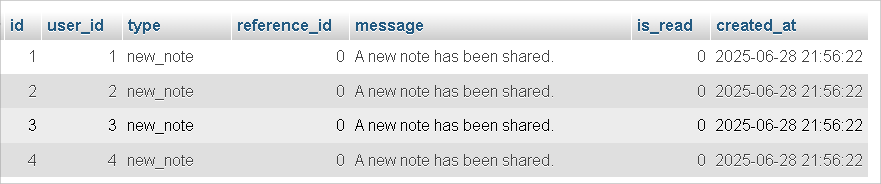 id user_id type reference_id message is_read created_at
1 1 new_note 0 A new note has been shared. 0 2025-06-28 21:56:22
2 2 new_note 0 A new note has been shared. 0 2025-06-28 21:56:22
3 3 new_note 0 A new note has been shared. 0 2025-06-28 21:56:22
4 4 new_note 0 A new note has been shared. 0 2025-06-28 21:56:22